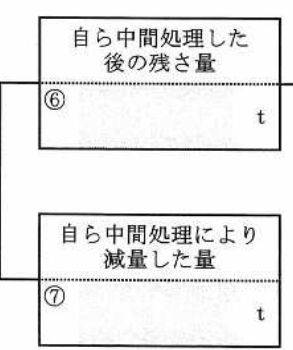 自ら中間処理した
後の残さ量
⑥
t
自ら中間処理により
減量した量
⑦
t